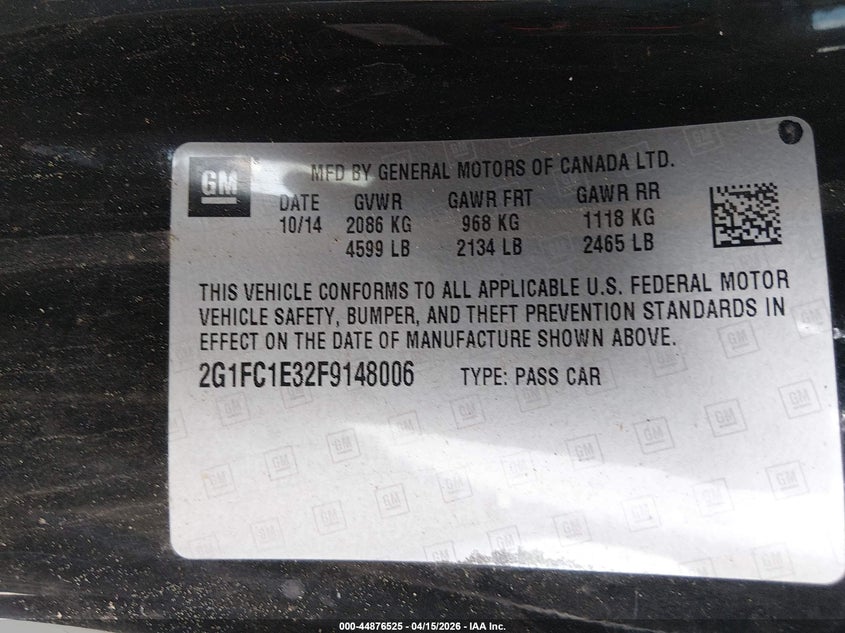 GM
MFD BY GENERAL MOTORS OF CANADA LTD.
DATE GVWR GAWR FRT GAWR RR
10/14 2086 KG 968 KG 1118 KG
4599 LB 2134 LB 2465 LB
THIS VEHICLE CONFORMS TO ALL APPLICABLE U.S. FEDERAL MOTOR
VEHICLE SAFETY, BUMPER, AND THEFT PREVENTION STANDARDS IN
EFFECT ON THE DATE OF MANUFACTURE SHOWN ABOVE.
2G1FC1E32F9148006 TYPE: PASS CAR
000-44876525 - 04/15/2026 - IAA Inc.